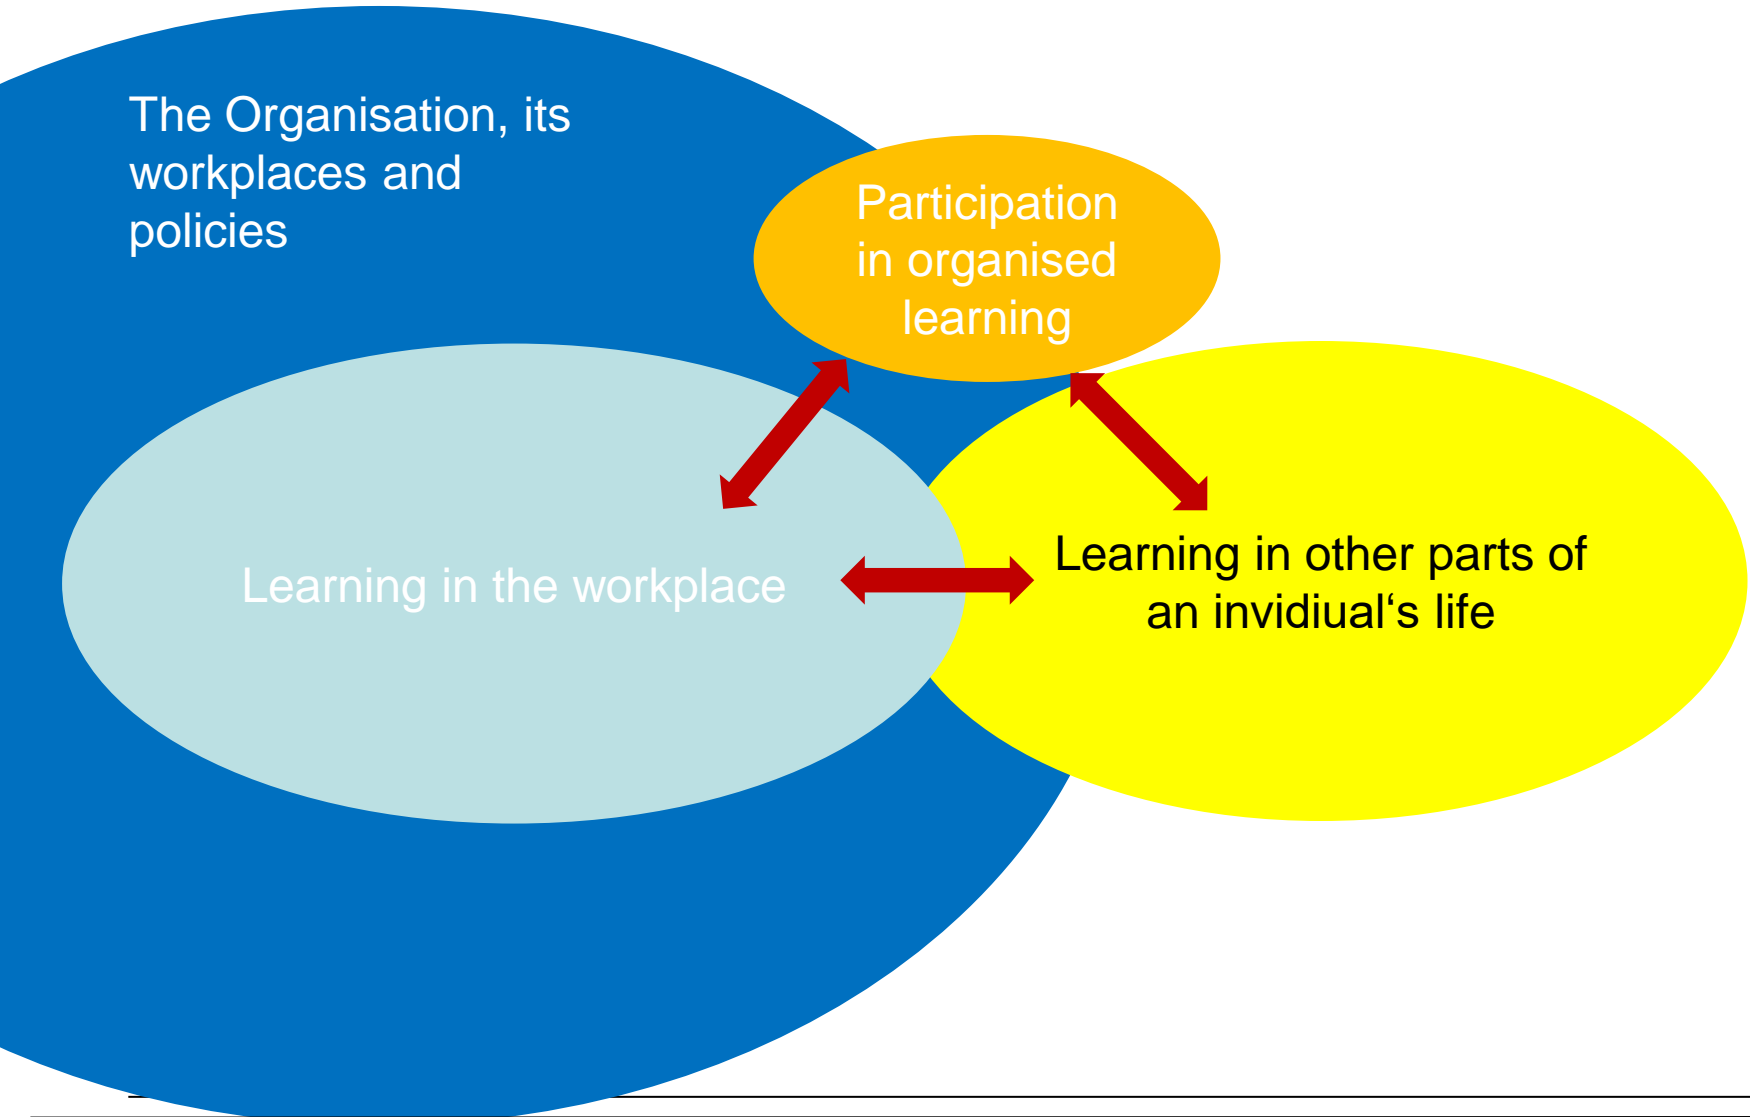 The Organisation, its
workplaces and
policies
Participation
in organised
learning
Learning in the workplace
Learning in other parts of
an invidiual‘s life